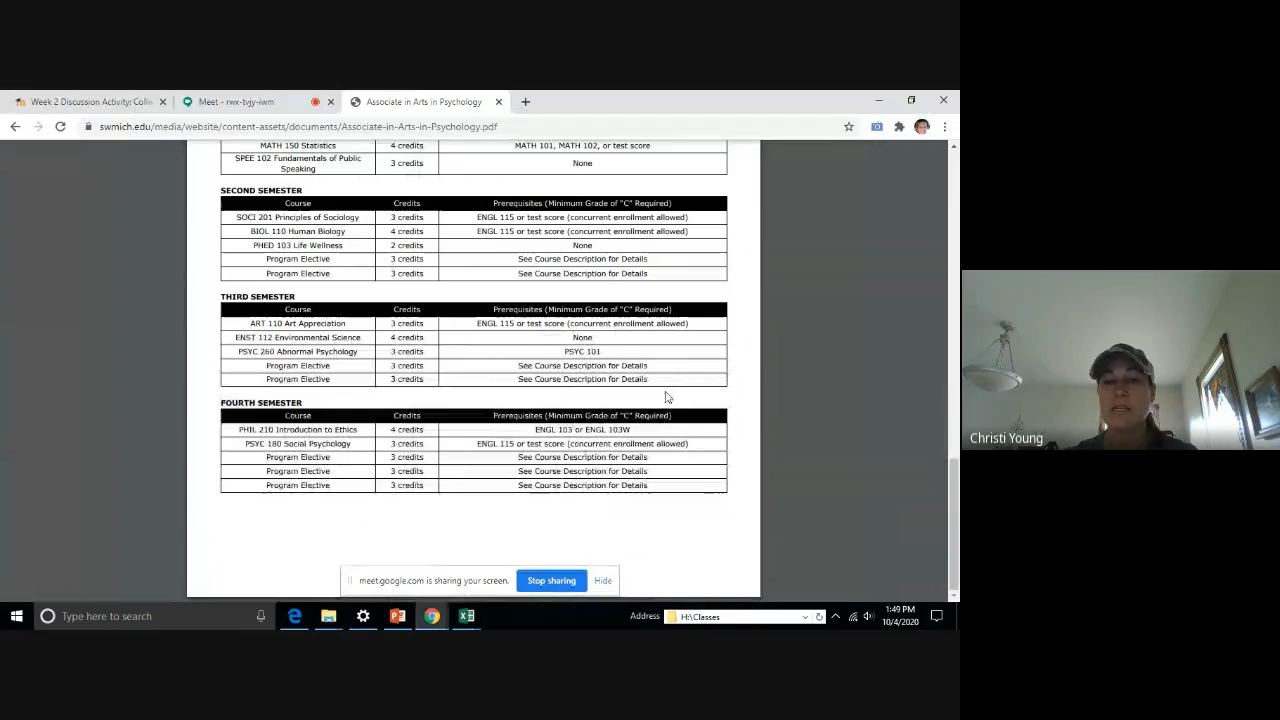 Week 2 Discussion Activity: Colle
Meet - rwx-tvjy-iwm
Associate in Arts in Psychology
swmich.edu/media/website/content-assets/documents/Associate-in-Arts-in-Psychology.pdf
MATH 150 Statistics 4 credits MATH 101, MATH 102, or test score
SPEE 102 Fundamentals of Public Speaking 3 credits None
SECOND SEMESTER
Course Credits Prerequisites (Minimum Grade of "C" Required)
SOCI 201 Principles of Sociology 3 credits ENGL 115 or test score (concurrent enrollment allowed)
BIOL 110 Human Biology 4 credits ENGL 115 or test score (concurrent enrollment allowed)
PHED 103 Life Wellness 2 credits None
Program Elective 3 credits See Course Description for Details
Program Elective 3 credits See Course Description for Details
THIRD SEMESTER
Course Credits Prerequisites (Minimum Grade of "C" Required)
ART 110 Art Appreciation 3 credits ENGL 115 or test score (concurrent enrollment allowed)
ENST 112 Environmental Science 4 credits None
PSYC 260 Abnormal Psychology 3 credits PSYC 101
Program Elective 3 credits See Course Description for Details
Program Elective 3 credits See Course Description for Details
FOURTH SEMESTER
Course Credits Prerequisites (Minimum Grade of "C" Required)
PHIL 210 Introduction to Ethics 4 credits ENGL 103 or ENGL 103W
PSYC 180 Social Psychology 3 credits ENGL 115 or test score (concurrent enrollment allowed)
Program Elective 3 credits See Course Description for Details
Program Elective 3 credits See Course Description for Details
Program Elective 3 credits See Course Description for Details
meet.google.com is sharing your screen. Stop sharing Hide
Christi Young
Type here to search
Address H:\Classes
1:49 PM
10/4/2020